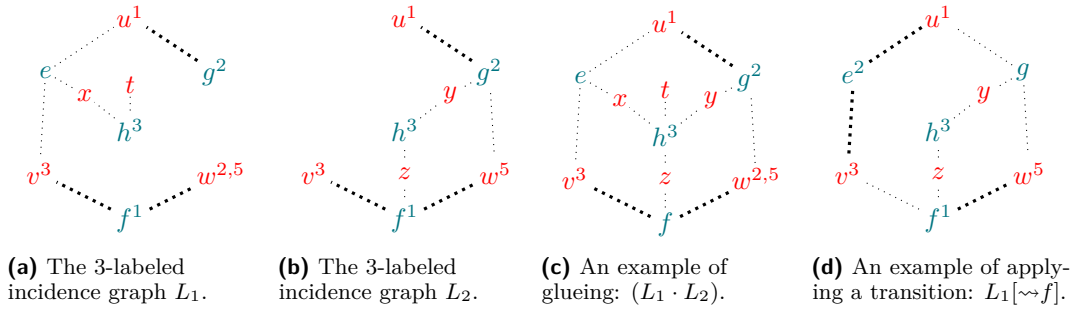 u¹
e
g²
x
t
h³
v³
w²,⁵
f¹
(a) The 3-labeled
incidence graph L₁.
u¹
g²
y
h³
v³
z
w⁵
f¹
(b) The 3-labeled
incidence graph L₂.
u¹
e
g²
x
t
y
h³
v³
z
w²,⁵
f
(c) An example of
glueing: (L₁ · L₂).
u¹
e²
g
y
h³
v³
z
w⁵
f¹
(d) An example of apply-
ing a transition: L₁[⇝f].